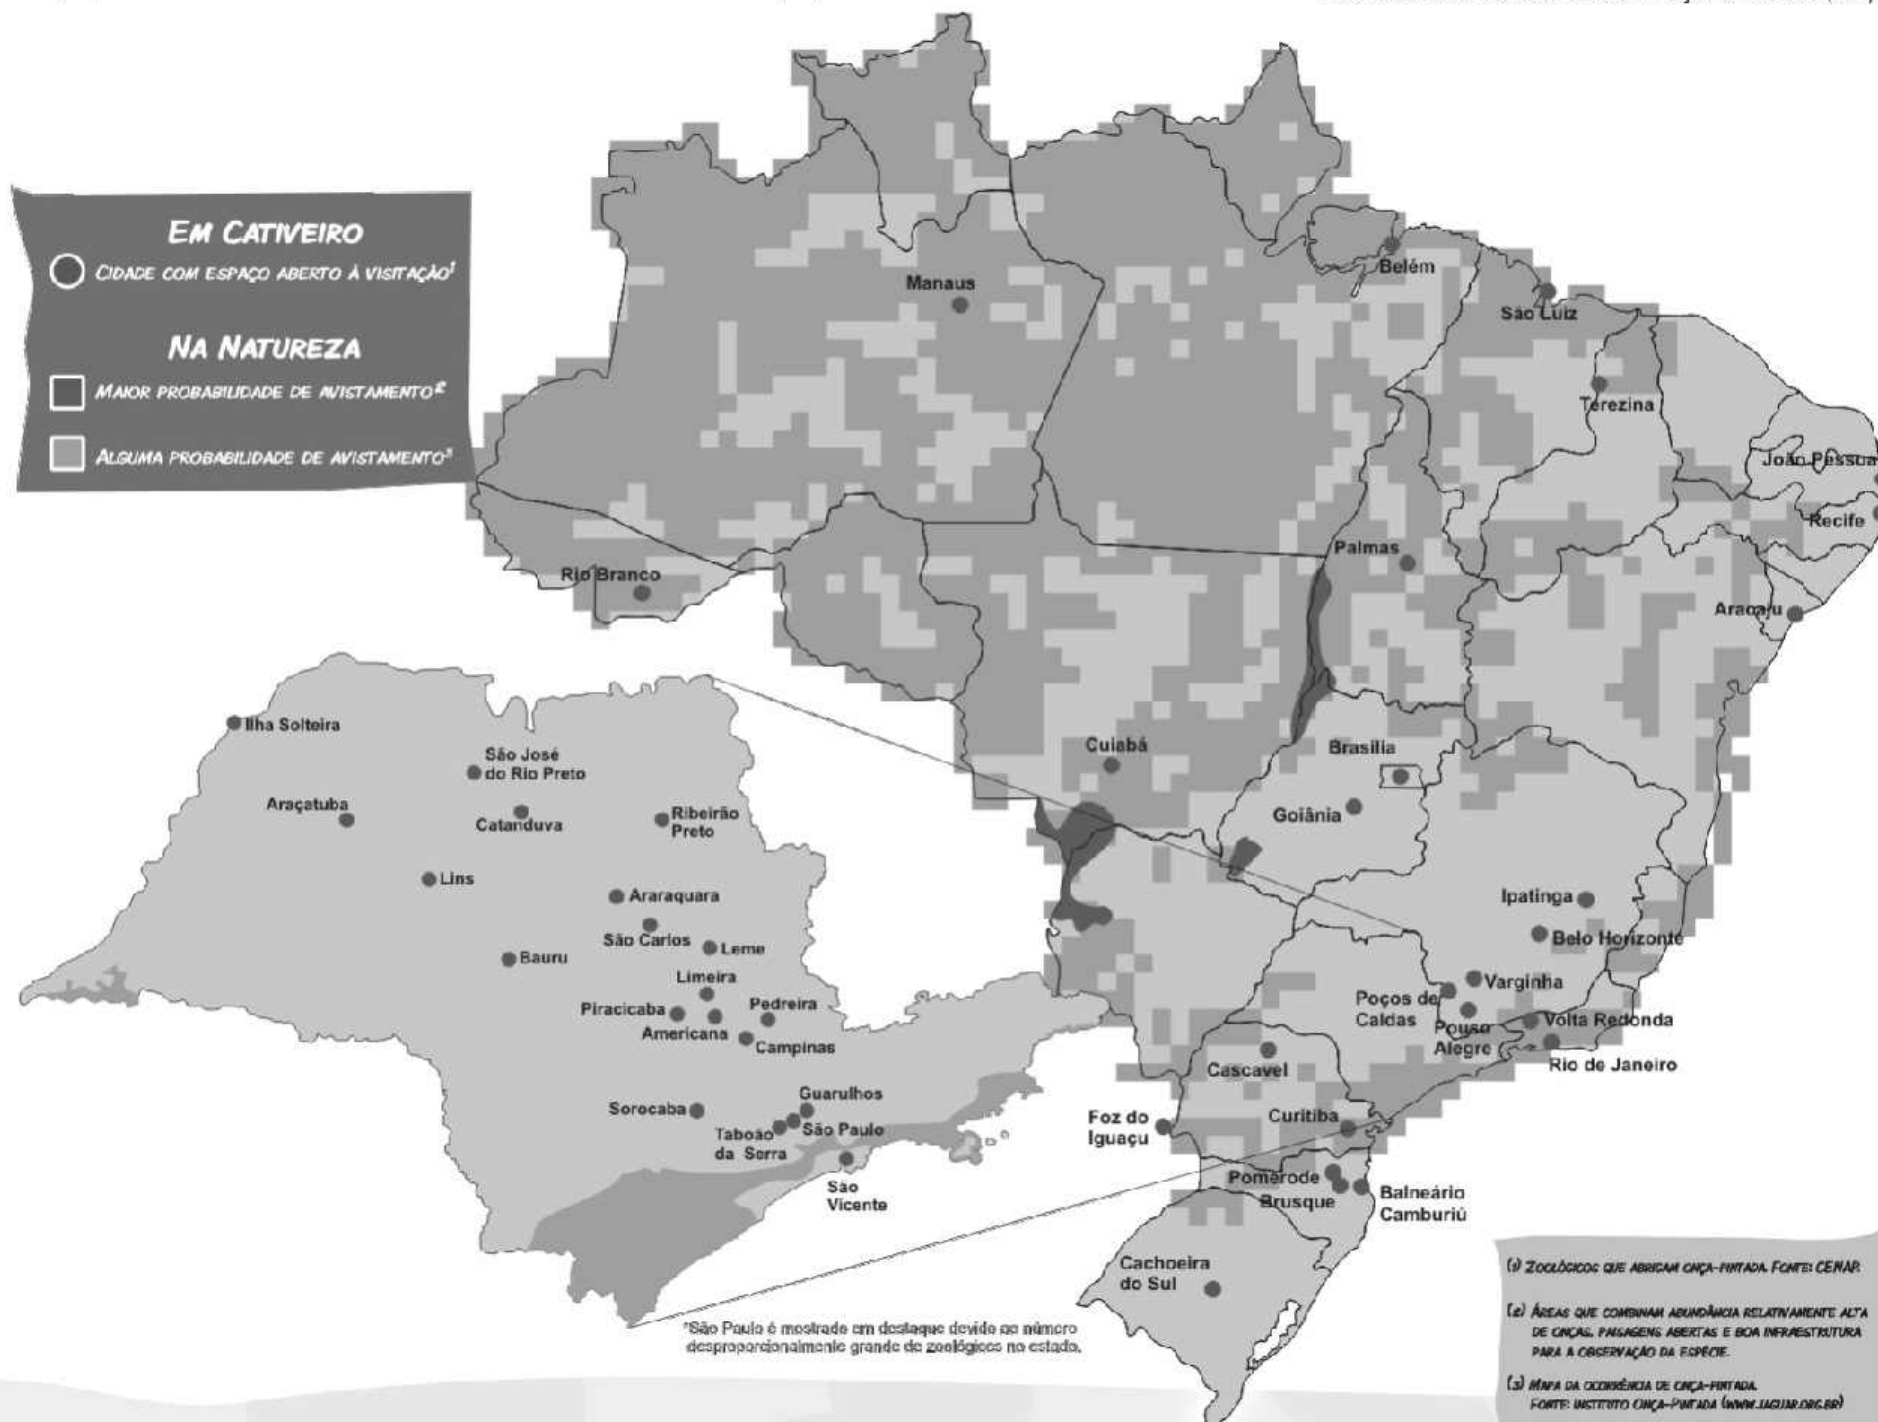 EM CATIVEIRO
CIDADE COM ESPAÇO ABERTO À VISITAÇÃO¹
NA NATUREZA
MAIOR PROBABILIDADE DE AVISTAMENTO²
ALGUMA PROBABILIDADE DE AVISTAMENTO³
Manaus
Belém
São Luiz
Terezina
João Pessoa
Recife
Palmas
Rio Branco
Aracaju
Cuiabá
Brasília
Goiânia
Ipatinga
Belo Horizonte
Varginha
Poços de
Caldas
Pouso
Alegre
Volta Redonda
Rio de Janeiro
Cascavel
Foz do
Iguaçu
Curitiba
Pomerode
Brusque
Balneário
Camburiú
Cachoeira
do Sul
Ilha Solteira
São José
do Rio Preto
Araçatuba
Catanduva
Ribeirão
Preto
Lins
Araraquara
São Carlos
Leme
Bauru
Limeira
Piracicaba
Pedreira
Americana
Campinas
Sorocaba
Guarulhos
Taboão
da Serra
São Paulo
São
Vicente
*São Paulo é mostrado em destaque devido ao número
desproporcionalmente grande de zoológicos no estado.
(1) ZOOLÓGICOS QUE ABRIGAM ONÇA-PINTADA. FONTE: CENAP.
(2) ÁREAS QUE COMBINAM ABUNDÂNCIA RELATIVAMENTE ALTA
DE ONÇAS, PAISAGENS ABERTAS E BOA INFRAESTRUTURA
PARA A OBSERVAÇÃO DA ESPÉCIE.
(3) MAPA DA OCORRÊNCIA DE ONÇA-PINTADA.
FONTE: INSTITUTO ONÇA-PINTADA (WWW.JAGUAR.ORG.BR)